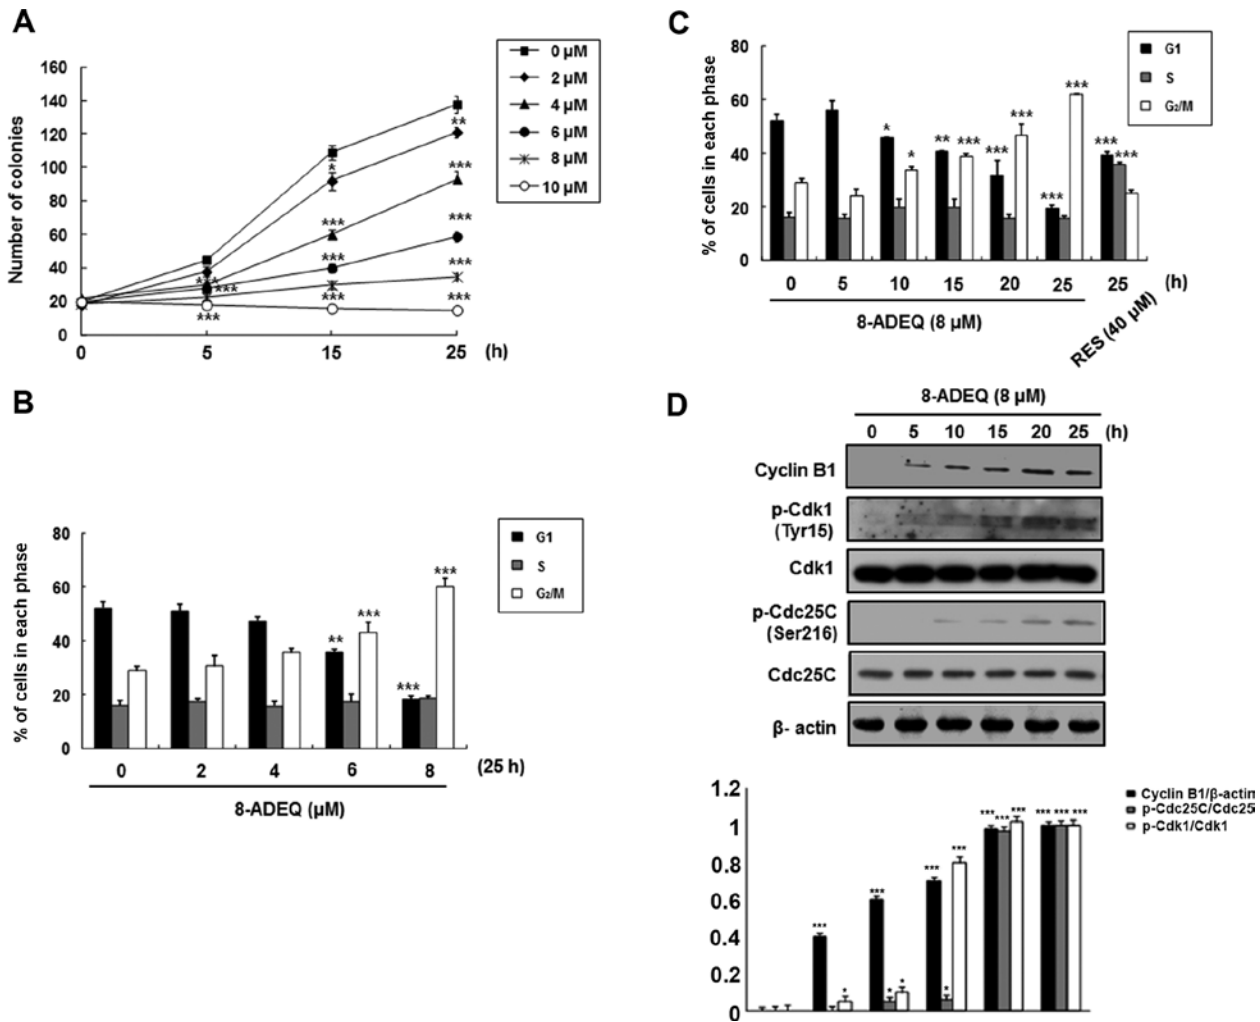 A
0 µM
2 µM
4 µM
6 µM
8 µM
10 µM
Number of colonies
160
140
120
100
80
60
40
20
0
**
*
***
***
***
***
***
***
***
***
***
***
***
0 5 15 25 (h)
B
G1
S
G2/M
% of cells in each phase
80
60
40
20
0
**
***
***
***
0 2 4 6 8 (25 h)
8-ADEQ (µM)
C
G1
S
G2/M
% of cells in each phase
80
60
40
20
0
*
*
**
***
***
***
***
***
***
***
0 5 10 15 20 25 25 (h)
8-ADEQ (8 µM)
RES (40 µM)
D
8-ADEQ (8 µM)
0 5 10 15 20 25 (h)
Cyclin B1
p-Cdk1
(Tyr15)
Cdk1
p-Cdc25C
(Ser216)
Cdc25C
β- actin
Cyclin B1/β-actin
p-Cdc25C/Cdc25
p-Cdk1/Cdk1
1.2
1
0.8
0.6
0.4
0.2
0
***
*
***
*
*
***
*
***
***
***
***
***
***
***